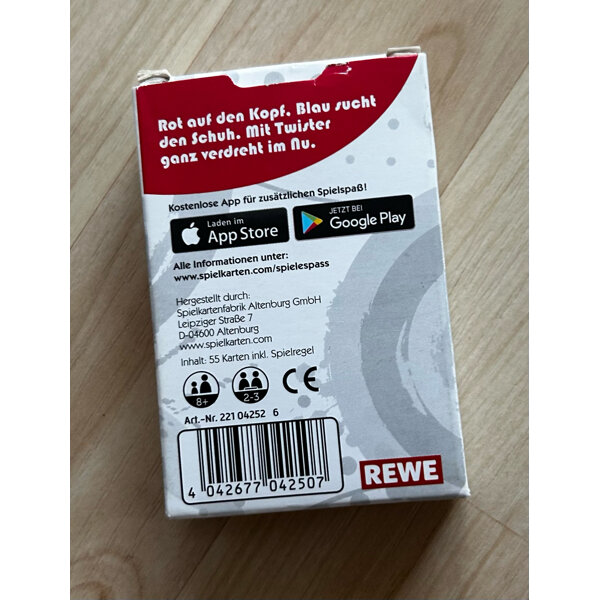 Rot auf den Kopf. Blau sucht
den Schuh. Mit Twister
ganz verdreht im Nu.
Kostenlose App für zusätzlichen Spielspaß!
Laden im
App Store
JETZT BEI
Google Play
Alle Informationen unter:
www.spielkarten.com/spielespass
Hergestellt durch:
Spielkartenfabrik Altenburg GmbH
Leipziger Straße 7
D-04600 Altenburg
www.spielkarten.com
Inhalt: 55 Karten inkl. Spielregel
8+
2-3
CE
Art.-Nr. 221 04252 6
4 042677 042507
REWE